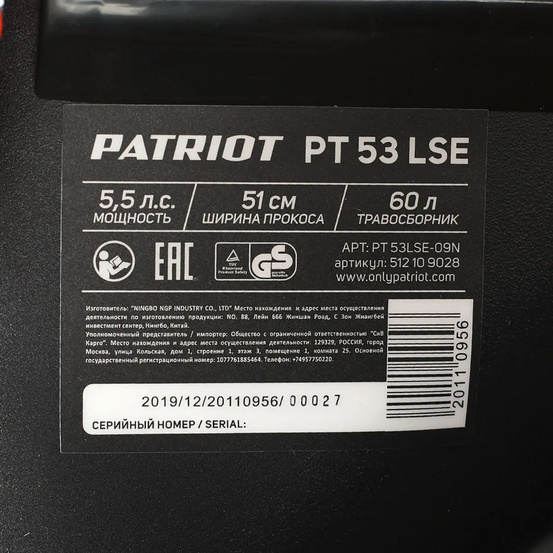 PATRIOT PT 53 LSE
5,5 л.с. 51 см 60 л
МОЩНОСТЬ ШИРИНА ПРОКОСА ТРАВОСБОРНИК
АРТ: PT 53LSE-09N
артикул: 512 10 9028
www.onlypatriot.com
Изготовитель: "NINGBO NGP INDUSTRY CO., LTD" Место нахождения и адрес места осуществления
деятельности по изготовлению продукции: NO. 88, Лейн 666 Жиншан Роад, С Зон Жиангбей
инвестмент сентер, Нингбо, Китай.
Уполномоченный представитель / импортер: Общество с ограниченной ответственностью "СнВ
Карго". Место нахождения и адрес места осуществления деятельности: 129329, РОССИЯ, город
Москва, улица Кольская, дом 1, строение 1, этаж 3, помещение 1, комната 25. Основной
государственный регистрационный номер: 1077761885464. Телефон: +74957750220.
2019/12/20110956/ 00027
СЕРИЙНЫЙ НОМЕР / SERIAL:
2011 0956
EAC
GS